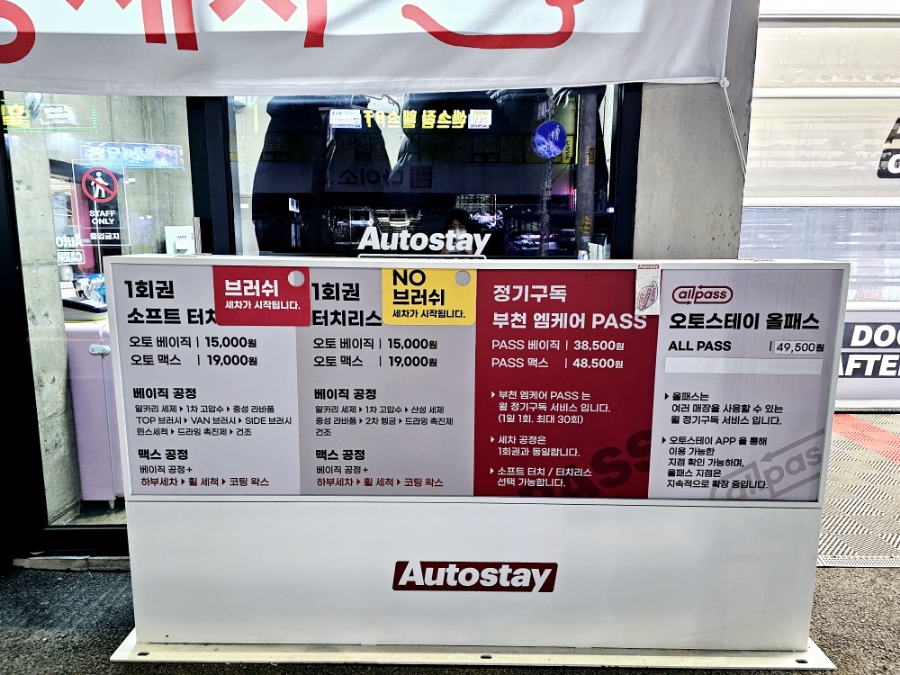 STAFF
ONLY
출입금지
다이소
Autostay
1회권
소프트 터치
브러쉬
세차가 시작됩니다.
오토 베이직 | 15,000원
오토 맥스 | 19,000원
베이직 공정
알카리 세제 ▸ 1차 고압수 ▸ 중성 라바폼
TOP 브러시 ▸ VAN 브러시 ▸ SIDE 브러시
린스세척 ▸ 드라잉 촉진제 ▸ 건조
맥스 공정
베이직 공정 +
하부세차 ▸ 휠 세척 ▸ 코팅 왁스
1회권
터치리스
NO
브러쉬
세차가 시작됩니다.
오토 베이직 | 15,000원
오토 맥스 | 19,000원
베이직 공정
알카리 세제 ▸ 1차 고압수 ▸ 산성 세제
중성 라바폼 ▸ 2차 헹굼 ▸ 드라잉 촉진제
건조
맥스 공정
베이직 공정 +
하부세차 ▸ 휠 세척 ▸ 코팅 왁스
정기구독
부천 엠케어 PASS
PASS 베이직 | 38,500원
PASS 맥스 | 48,500원
▸ 부천 엠케어 PASS 는
월 정기구독 서비스 입니다.
(1일 1회, 최대 30회)
▸ 세차 공정은
1회권과 동일합니다.
▸ 소프트 터치 / 터치리스
선택 가능합니다.
PASS
allpass
오토스테이 올패스
ALL PASS | 49,500원
▸ 올패스는
여러 매장을 사용할 수 있는
월 정기구독 서비스 입니다.
▸ 오토스테이 APP 을 통해
이용 가능한
지점 확인 가능하며,
올패스 지점은
지속적으로 확장 중입니다.
allpass
Autostay
DOO
AFTER